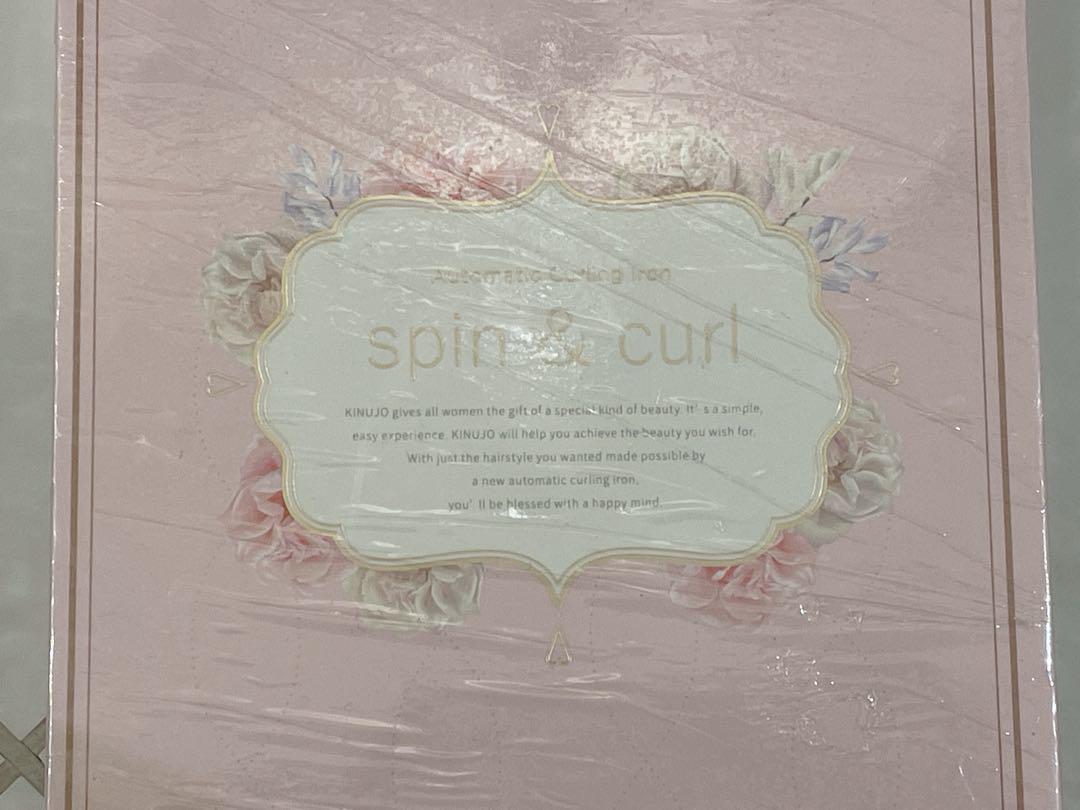 Automatic Curling Iron
spin & curl
KINUJO gives all women the gift of a special kind of beauty. It' s a simple,
easy experience. KINUJO will help you achieve the beauty you wish for.
With just the hairstyle you wanted made possible by
a new automatic curling iron,
you' ll be blessed with a happy mind.